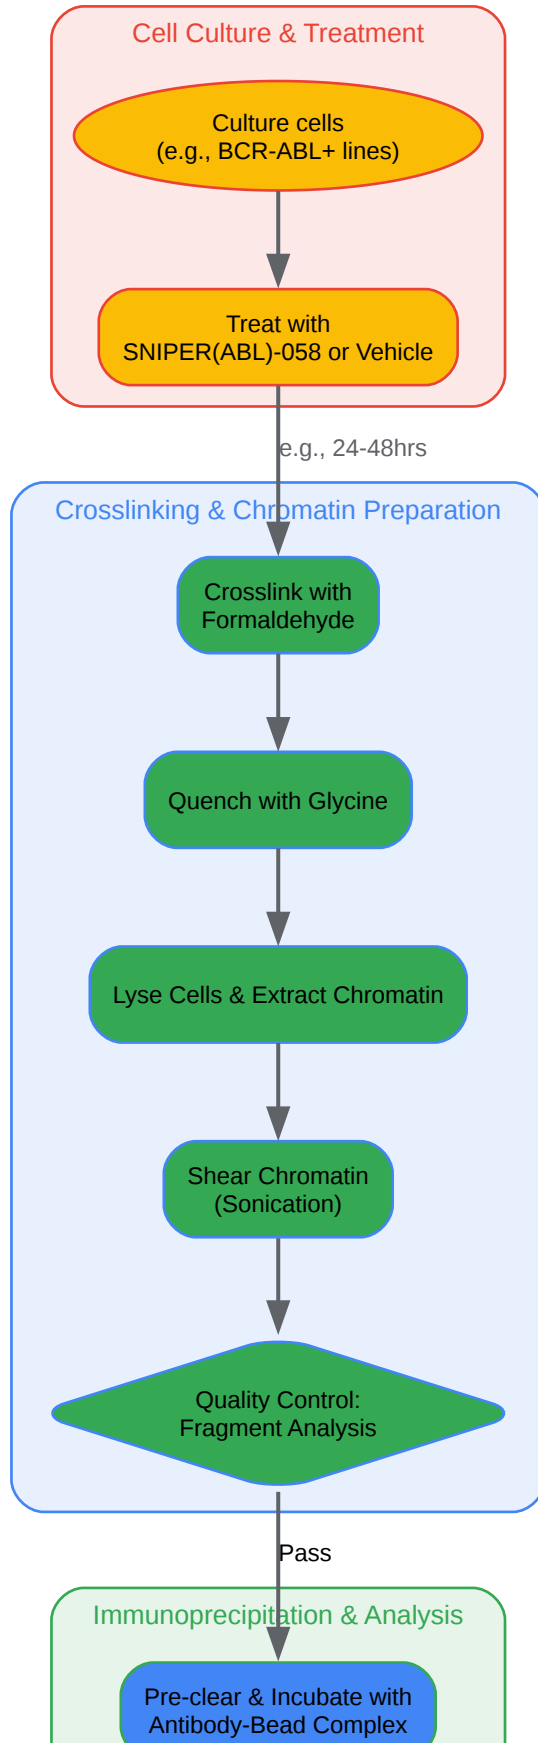 Cell Culture & Treatment
Culture cells
(e.g., BCR-ABL+ lines)
Treat with
SNIPER(ABL)-058 or Vehicle
e.g., 24-48hrs
Crosslinking & Chromatin Preparation
Crosslink with
Formaldehyde
Quench with Glycine
Lyse Cells & Extract Chromatin
Shear Chromatin
(Sonication)
Quality Control:
Fragment Analysis
Pass
Immunoprecipitation & Analysis
Pre-clear & Incubate with
Antibody-Bead Complex